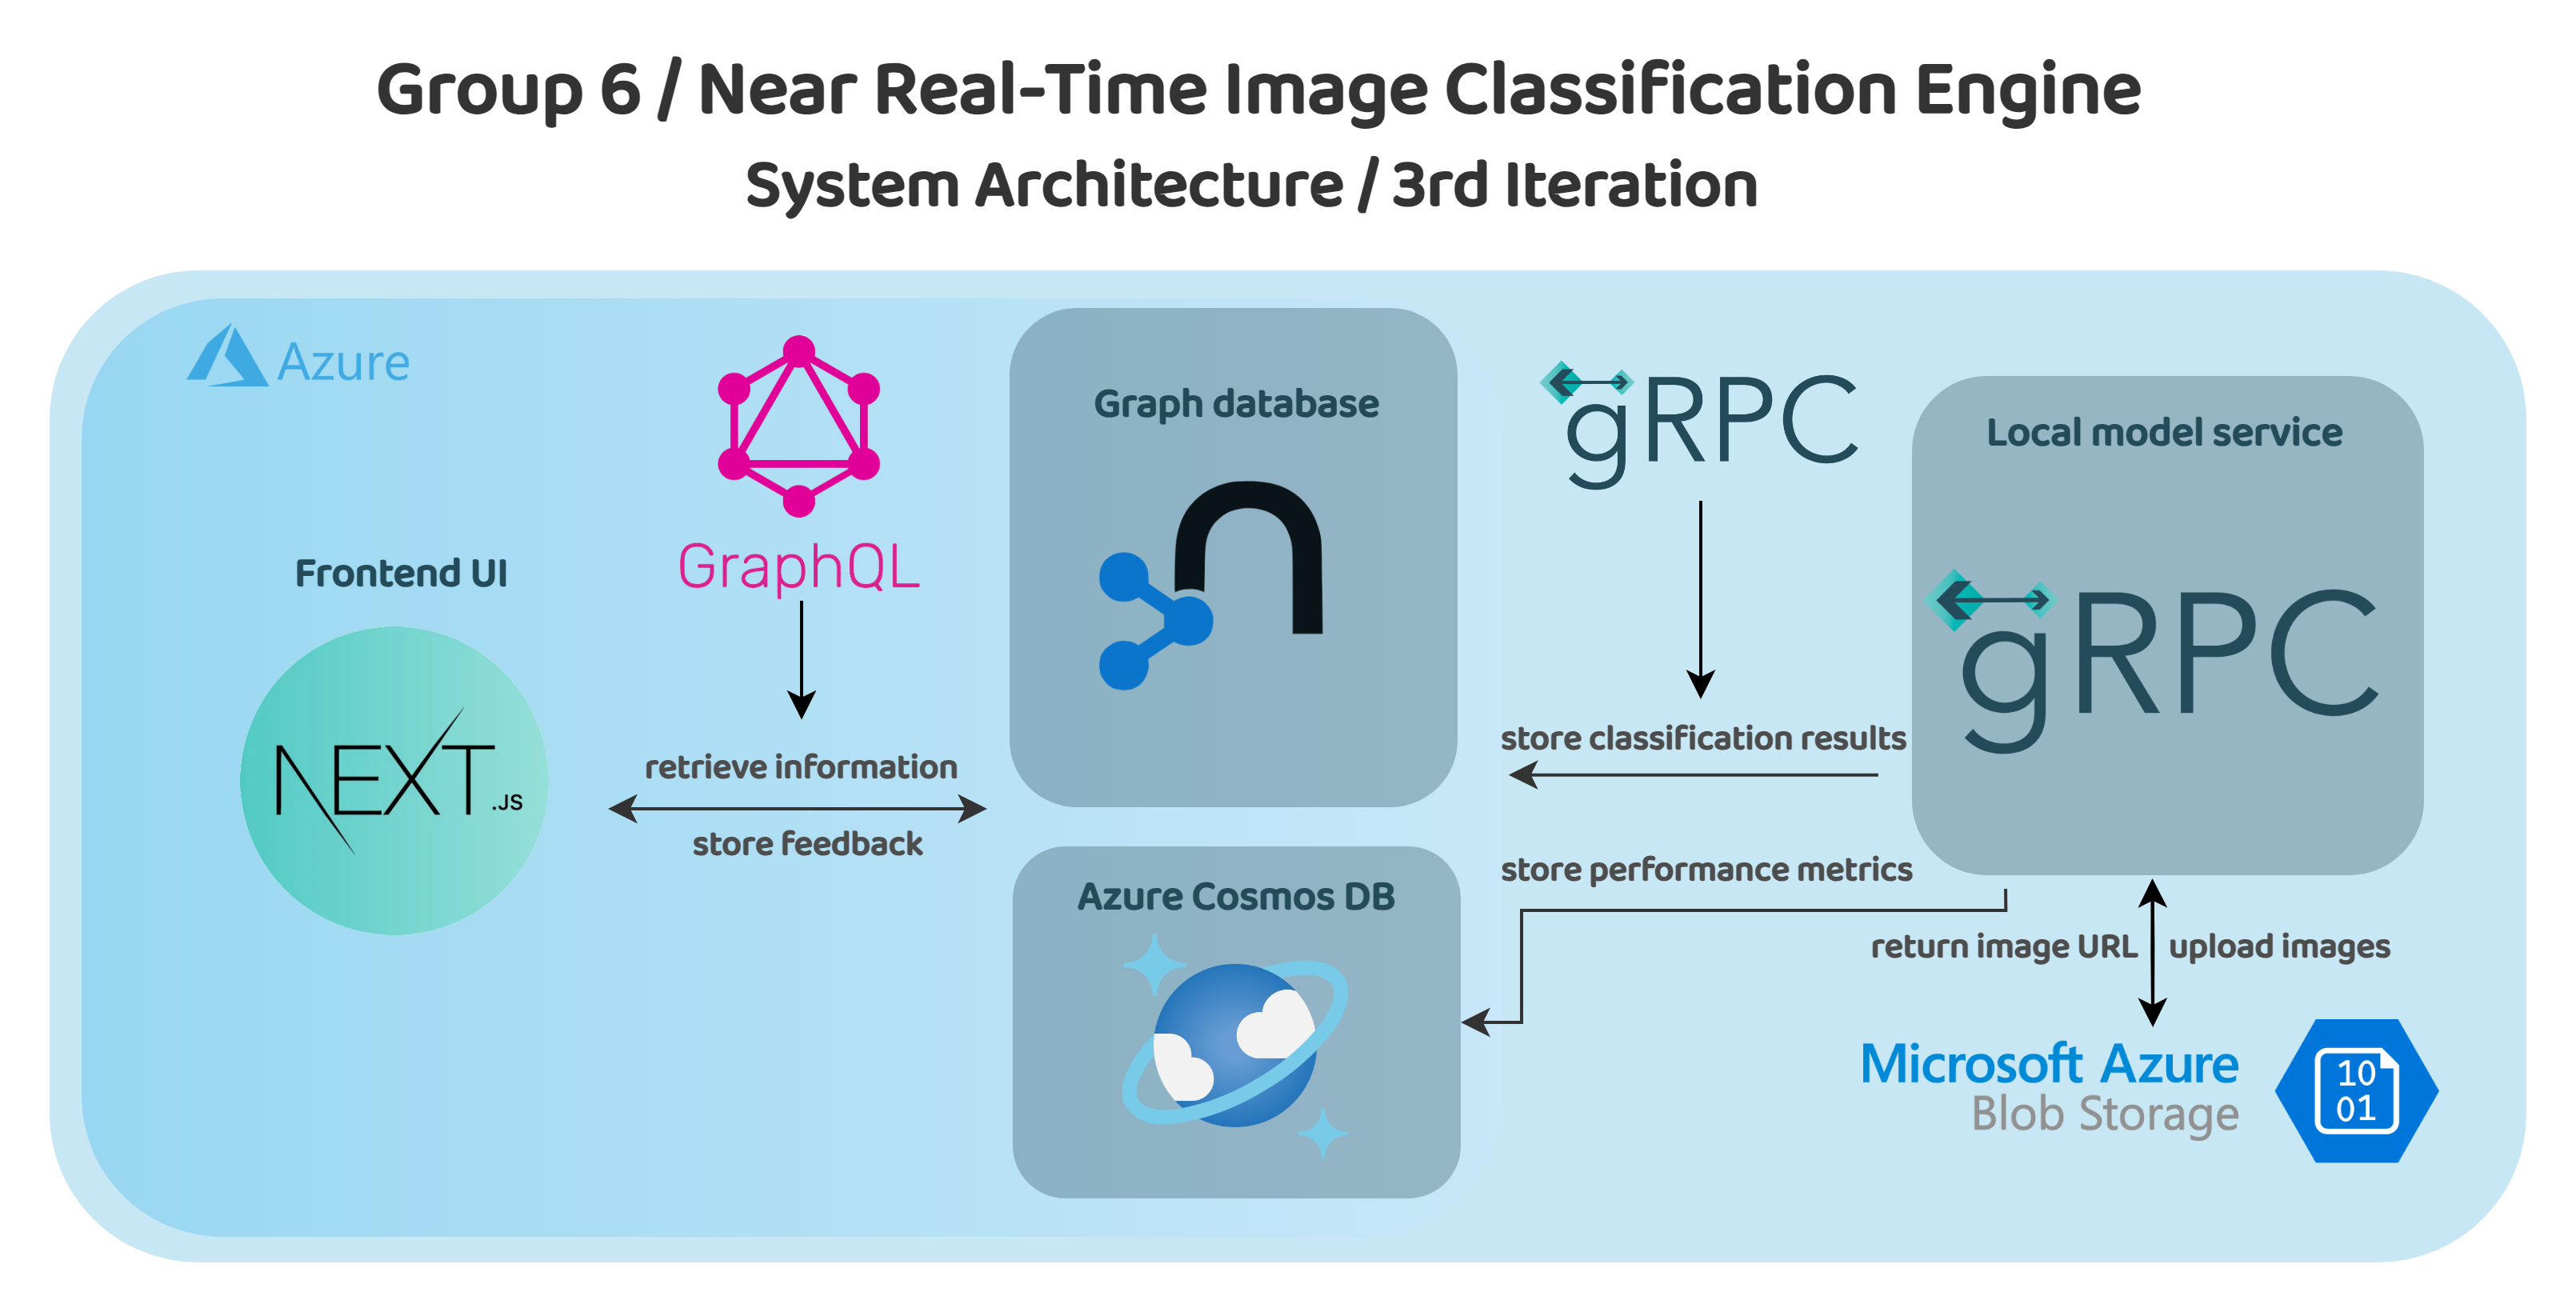 Group 6 / Near Real-Time Image Classification Engine
System Architecture / 3rd Iteration
Azure
GraphQL
Frontend UI
NEXT.JS
retrieve information
store feedback
Graph database
n
Azure Cosmos DB
gRPC
store classification results
store performance metrics
Local model service
gRPC
return image URL
upload images
Microsoft Azure
Blob Storage
10
01